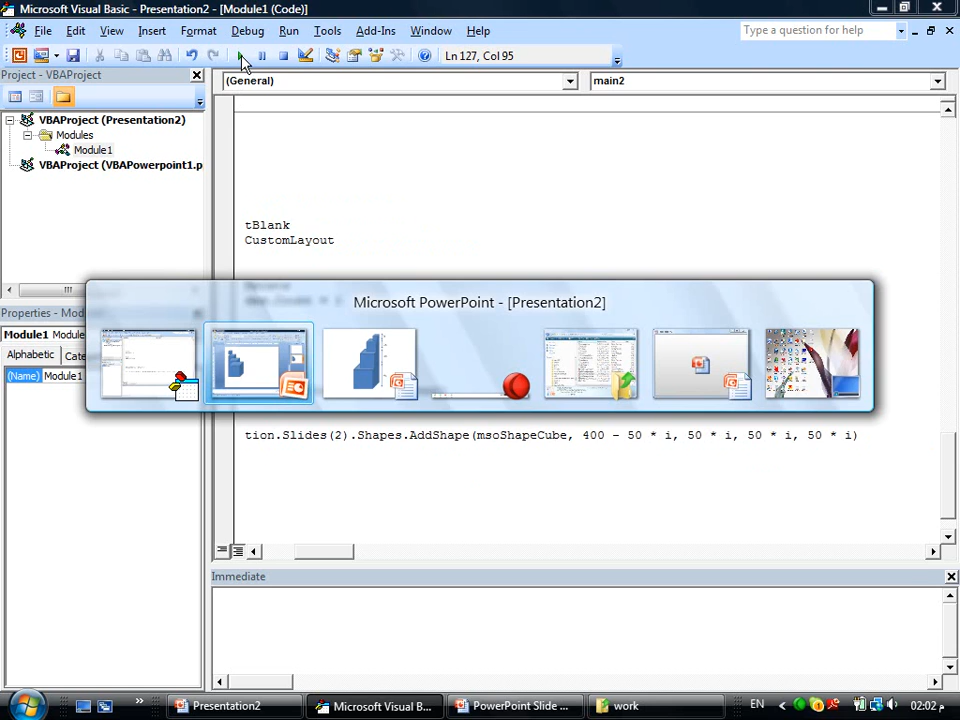 Microsoft Visual Basic - Presentation2 - [Module1 (Code)]
File Edit View Insert Format Debug Run Tools Add-Ins Window Help
Type a question for help
Ln 127, Col 95
Project - VBAProject
(General)
main2
VBAProject (Presentation2)
Modules
Module1
VBAProject (VBAPowerpoint1.p
tBlank
CustomLayout
Microsoft PowerPoint - [Presentation2]
Properties - Mod
Module1 Module
Alphabetic Cate
(Name) Module1
tion.Slides(2).Shapes.AddShape(msoShapeCube, 400 - 50 * i, 50 * i, 50 * i, 50 * i)
Immediate
Presentation2
Microsoft Visual B...
PowerPoint Slide ...
work
EN
02:02 م